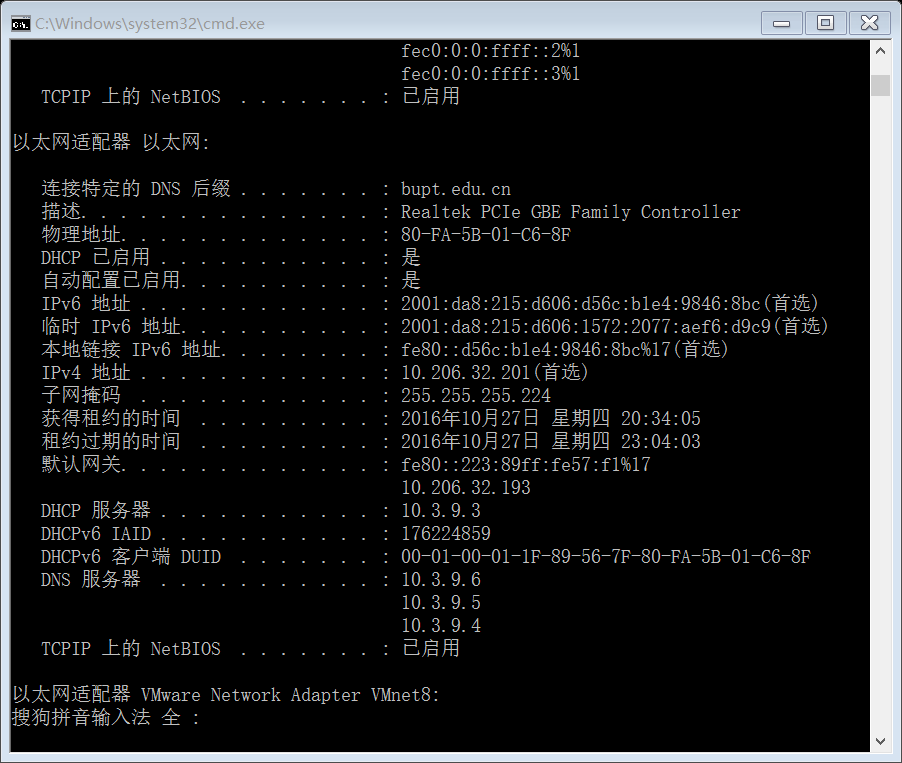 C:\Windows\system32\cmd.exe
fec0:0:0:ffff::2%1
fec0:0:0:ffff::3%1
TCPIP 上的 NetBIOS . . . . . . . : 已启用
以太网适配器 以太网:
连接特定的 DNS 后缀 . . . . . . . : bupt.edu.cn
描述. . . . . . . . . . . . . . . : Realtek PCIe GBE Family Controller
物理地址. . . . . . . . . . . . . : 80-FA-5B-01-C6-8F
DHCP 已启用 . . . . . . . . . . . : 是
自动配置已启用. . . . . . . . . . : 是
IPv6 地址 . . . . . . . . . . . . : 2001:da8:215:d606:d56c:b1e4:9846:8bc(首选)
临时 IPv6 地址. . . . . . . . . . : 2001:da8:215:d606:1572:2077:aef6:d9c9(首选)
本地链接 IPv6 地址. . . . . . . . : fe80::d56c:b1e4:9846:8bc%17(首选)
IPv4 地址 . . . . . . . . . . . . : 10.206.32.201(首选)
子网掩码  . . . . . . . . . . . . : 255.255.255.224
获得租约的时间  . . . . . . . . . : 2016年10月27日 星期四 20:34:05
租约过期的时间  . . . . . . . . . : 2016年10月27日 星期四 23:04:03
默认网关. . . . . . . . . . . . . : fe80::223:89ff:fe57:f1%17
10.206.32.193
DHCP 服务器 . . . . . . . . . . . : 10.3.9.3
DHCPv6 IAID . . . . . . . . . . . : 176224859
DHCPv6 客户端 DUID  . . . . . . . : 00-01-00-01-1F-89-56-7F-80-FA-5B-01-C6-8F
DNS 服务器  . . . . . . . . . . . : 10.3.9.6
10.3.9.5
10.3.9.4
TCPIP 上的 NetBIOS  . . . . . . . : 已启用
以太网适配器 VMware Network Adapter VMnet8:
搜狗拼音输入法 全 :